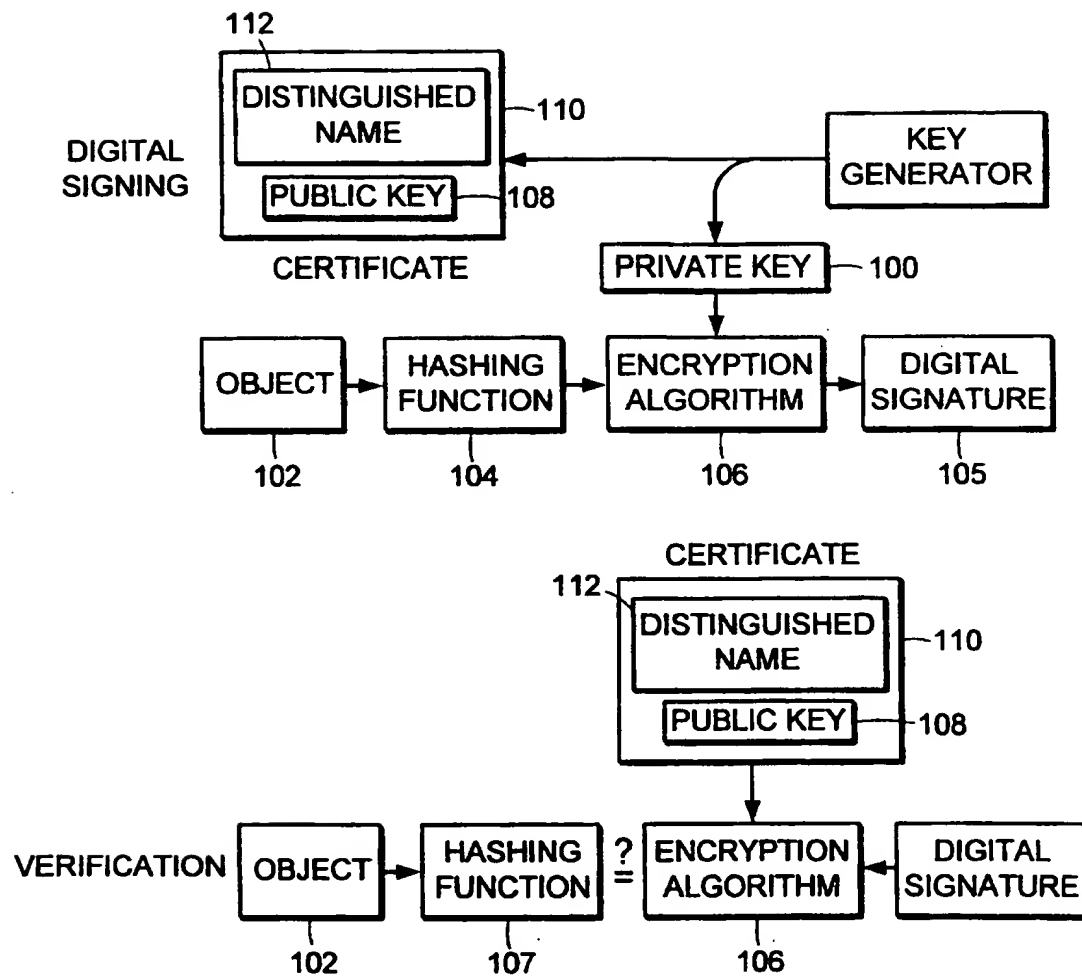 112
DISTINGUISHED
NAME
110
DIGITAL
SIGNING
PUBLIC KEY
108
CERTIFICATE
KEY
GENERATOR
PRIVATE KEY
100
OBJECT
HASHING
FUNCTION
ENCRYPTION
ALGORITHM
DIGITAL
SIGNATURE
102
104
106
105
CERTIFICATE
112
DISTINGUISHED
NAME
110
PUBLIC KEY
108
VERIFICATION
OBJECT
HASHING
FUNCTION
?
=
ENCRYPTION
ALGORITHM
DIGITAL
SIGNATURE
102
107
106